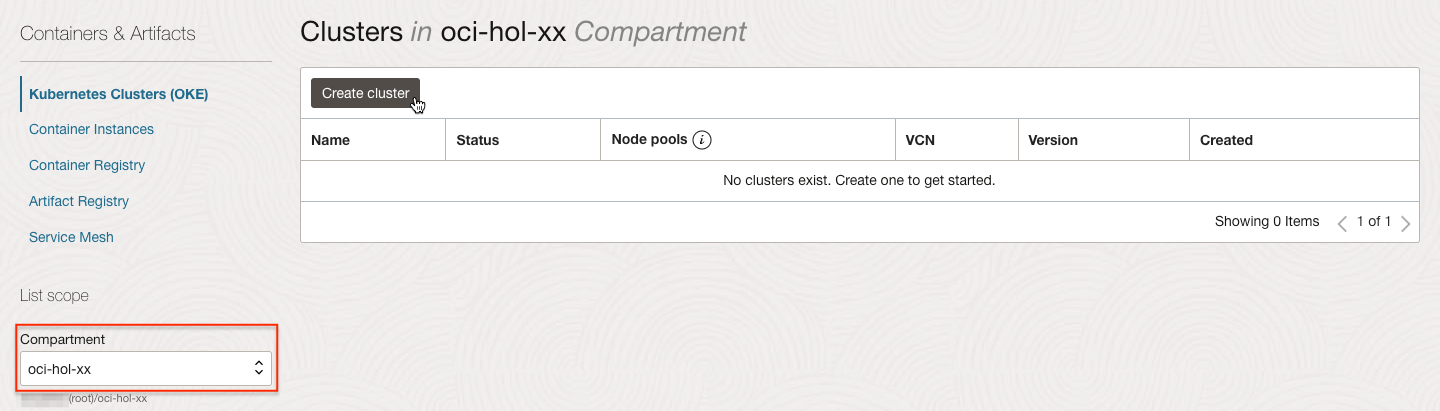 Containers & Artifacts
Kubernetes Clusters (OKE)
Container Instances
Container Registry
Artifact Registry
Service Mesh
List scope
Compartment
oci-hol-xx
(root)/oci-hol-xx
Clusters in oci-hol-xx Compartment
Create cluster
Name Status Node pools i VCN Version Created
No clusters exist. Create one to get started.
Showing 0 Items 1 of 1